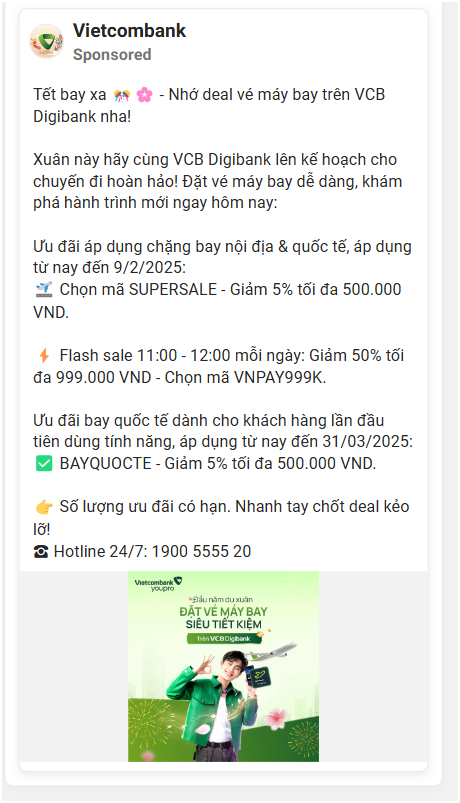 Vietcombank
Sponsored
Tết bay xa 🎊 🌸 - Nhớ deal vé máy bay trên VCB
Digibank nha!
Xuân này hãy cùng VCB Digibank lên kế hoạch cho
chuyến đi hoàn hảo! Đặt vé máy bay dễ dàng, khám
phá hành trình mới ngay hôm nay:
Ưu đãi áp dụng chặng bay nội địa & quốc tế, áp dụng
từ nay đến 9/2/2025:
🛫 Chọn mã SUPERSALE - Giảm 5% tối đa 500.000
VND.
⚡ Flash sale 11:00 - 12:00 mỗi ngày: Giảm 50% tối
đa 999.000 VND - Chọn mã VNPAY999K.
Ưu đãi bay quốc tế dành cho khách hàng lần đầu
tiên dùng tính năng, áp dụng từ nay đến 31/03/2025:
✅ BAYQUOCTE - Giảm 5% tối đa 500.000 VND.
👉 Số lượng ưu đãi có hạn. Nhanh tay chốt deal kẻo
lỡ!
☎ Hotline 24/7: 1900 5555 20
Vietcombank
youpro
Đầu năm du xuân
ĐẶT VÉ MÁY BAY
SIÊU TIẾT KIỆM
Trên VCB Digibank